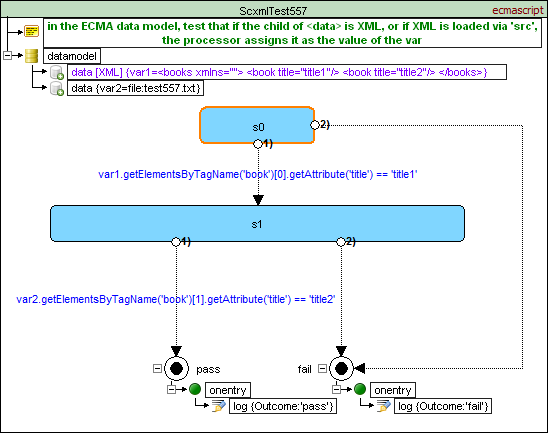 ScxmlTest557
ecmascript
in the ECMA data model, test that if the child of <data> is XML, or if XML is loaded via 'src',
the processor assigns it as the value of the var
datamodel
data [XML] {var1=<books xmlns=""> <book title="title1"/> <book title="title2"/> </books>}
data {var2=file:test557.txt}
s0
2)
1)
var1.getElementsByTagName('book')[0].getAttribute('title') == 'title1'
s1
1)
2)
var2.getElementsByTagName('book')[1].getAttribute('title') == 'title2'
pass
fail
onentry
onentry
log {Outcome:'pass'}
log {Outcome:'fail'}